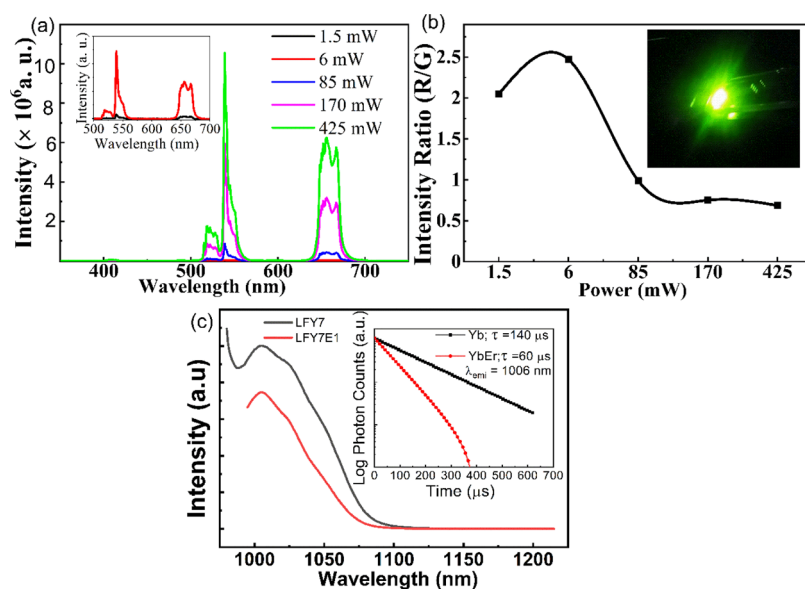 (a)
1.5 mW
6 mW
85 mW
170 mW
425 mW
Intensity (× 10⁶a. u.)
10
8
6
4
2
400 500 600 700
Wavelength (nm)
Intensity (a. u.)
500 550 600 650 700
Wavelength (nm)
(b)
Intensity Ratio (R/G)
2.5
2.0
1.5
1.0
0.5
0
1.5 6 85 170 425
Power (mW)
(c)
LFY7
LFY7E1
Intensity (a.u)
1000 1050 1100 1150 1200
Wavelength (nm)
Log Photon Counts (a.u.)
Yb; τ =140 μs
YbEr;τ =60 μs
λemi = 1006 nm
0 100 200 300 400 500 600 700
Time (μs)